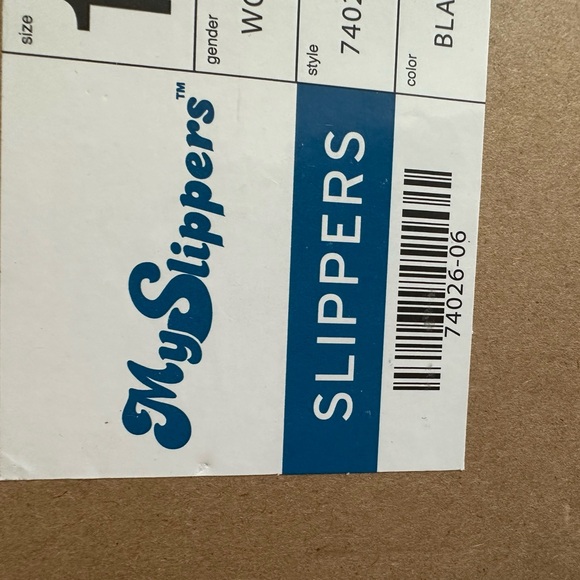 MySlippers™
SLIPPERS
74026-06
size
gender
style
color